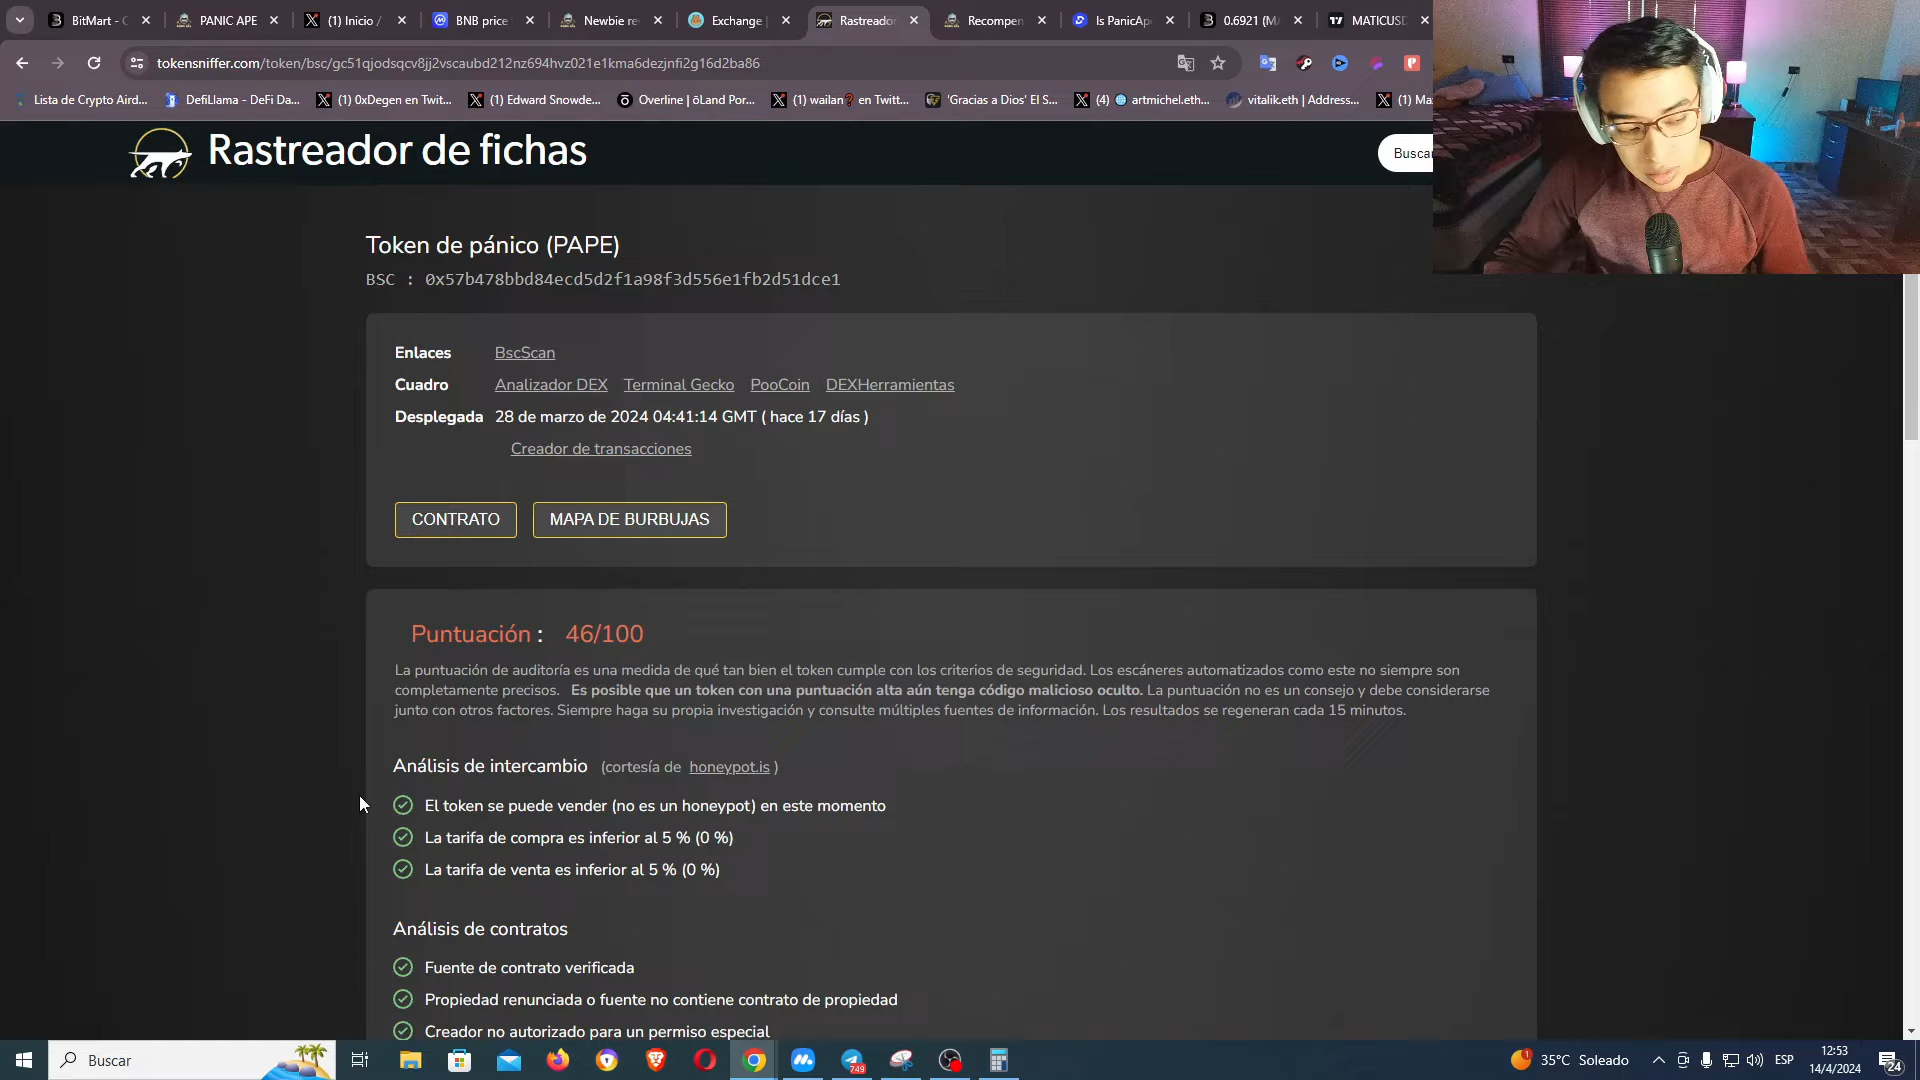 BitMart - C
PANIC APE
(1) Inicio /
BNB price
Newbie re
Exchange
Rastreador
Recompen
Is PanicAp
0.6921 (MA
MATICUSD
tokensniffer.com/token/bsc/gc51qjodsqcv8jj2vscaubd212nz694hvz021e1kma6dezjnfi2g16d2ba86
Lista de Crypto Aird...
DefiLlama - DeFi Da...
(1) 0xDegen en Twit...
(1) Edward Snowde...
Overline | ōLand Por...
(1) wailan❓ en Twitt...
'Gracias a Dios' El S...
(4) 🌐 artmichel.eth...
vitalik.eth | Address...
(1) Ma
Rastreador de fichas
Buscar
Token de pánico (PAPE)
BSC : 0x57b478bbd84ecd5d2f1a98f3d556e1fb2d51dce1
Enlaces BscScan
Cuadro Analizador DEX Terminal Gecko PooCoin DEXHerramientas
Desplegada 28 de marzo de 2024 04:41:14 GMT ( hace 17 días )
Creador de transacciones
CONTRATO MAPA DE BURBUJAS
Puntuación : 46/100
La puntuación de auditoría es una medida de qué tan bien el token cumple con los criterios de seguridad. Los escáneres automatizados como este no siempre son
completamente precisos. Es posible que un token con una puntuación alta aún tenga código malicioso oculto. La puntuación no es un consejo y debe considerarse
junto con otros factores. Siempre haga su propia investigación y consulte múltiples fuentes de información. Los resultados se regeneran cada 15 minutos.
Análisis de intercambio (cortesía de honeypot.is )
El token se puede vender (no es un honeypot) en este momento
La tarifa de compra es inferior al 5 % (0 %)
La tarifa de venta es inferior al 5 % (0 %)
Análisis de contratos
Fuente de contrato verificada
Propiedad renunciada o fuente no contiene contrato de propiedad
Creador no autorizado para un permiso especial
Buscar
749
1
35°C Soleado
ESP
12:53
14/4/2024
24